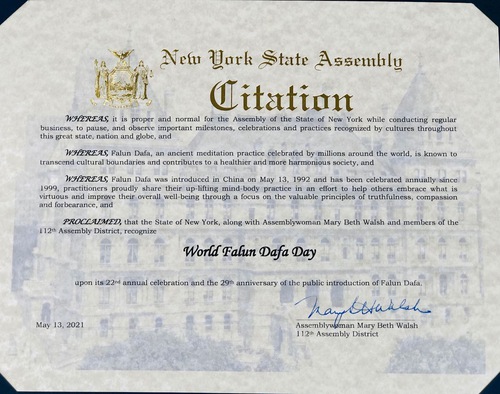 New York State Assembly
Citation
WHEREAS, it is proper and normal for the Assembly of the State of New York while conducting regular
business, to pause, and observe important milestones, celebrations and practices recognized by cultures throughout
this great state, nation and globe, and
WHEREAS, Falun Dafa, an ancient meditation practice celebrated by millions around the world, is known to
transcend cultural boundaries and contributes to a healthier and more harmonious society, and
WHEREAS, Falun Dafa was introduced in China on May 13, 1992 and has been celebrated annually since
1999, practitioners proudly share their up-lifting mind-body practice in an effort to help others embrace what is
virtuous and improve their overall well-being through a focus on the valuable principles of truthfulness, compassion
and forbearance, and
PROCLAIMED, that the State of New York, along with Assemblywoman Mary Beth Walsh and members of the
112th Assembly District, recognize
World Falun Dafa Day
upon its 22nd annual celebration and the 29th anniversary of the public introduction of Falun Dafa.
Mary Beth Walsh
May 13, 2021
Assemblywoman Mary Beth Walsh
112th Assembly District